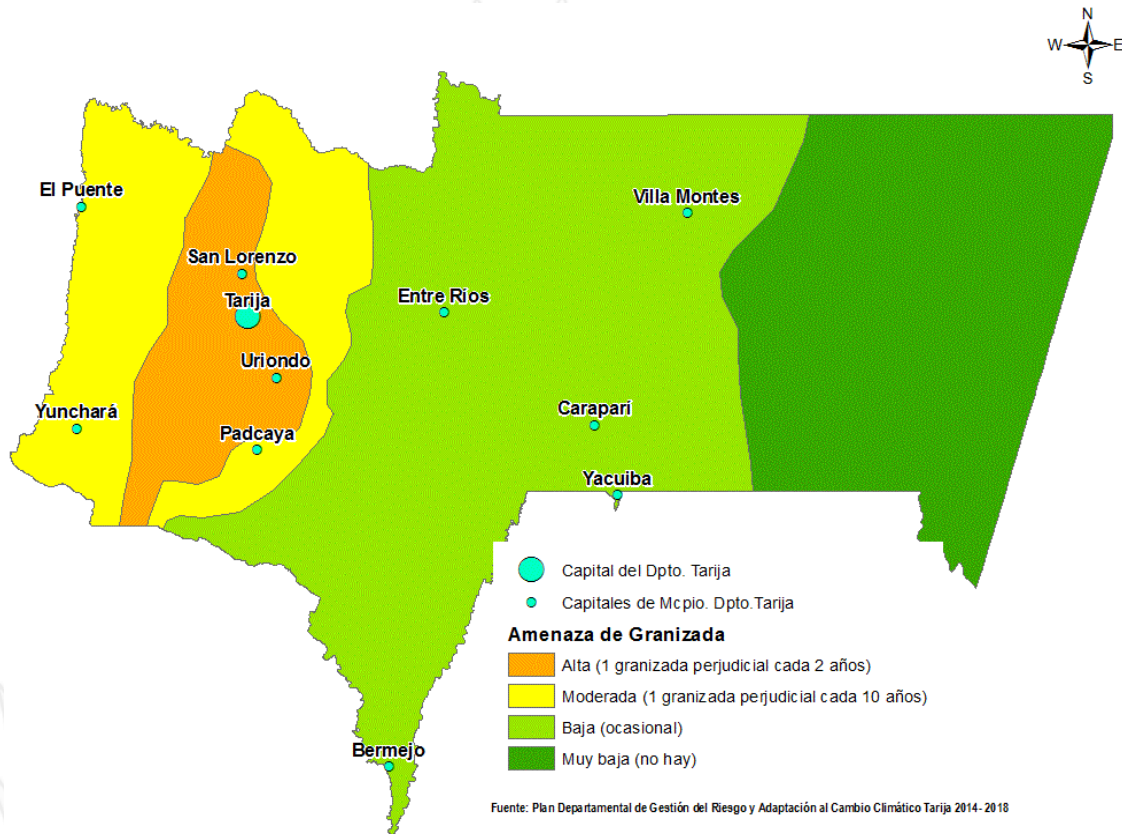 N
W E
S
El Puente
Villa Montes
San Lorenzo
Tarija
Entre Ríos
Uriondo
Yunchará
Caraparí
Padcaya
Yacuiba
Capital del Dpto. Tarija
Capitales de Mcpio. Dpto.Tarija
Amenaza de Granizada
Alta (1 granizada perjudicial cada 2 años)
Moderada (1 granizada perjudicial cada 10 años)
Baja (ocasional)
Muy baja (no hay)
Bermejo
Fuente: Plan Departamental de Gestión del Riesgo y Adaptación al Cambio Climático Tarija 2014- 2018